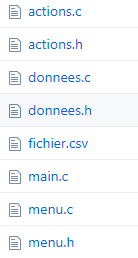 actions.c
actions.h
donnees.c
donnees.h
fichier.csv
main.c
menu.c
menu.h